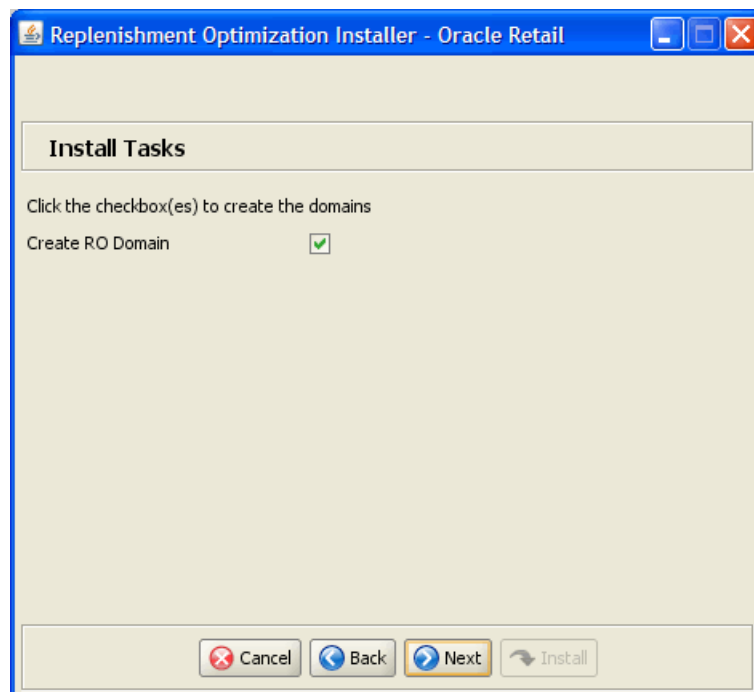 Replenishment Optimization Installer - Oracle Retail
Install Tasks
Click the checkbox(es) to create the domains
Create RO Domain
Cancel
Back
Next
Install